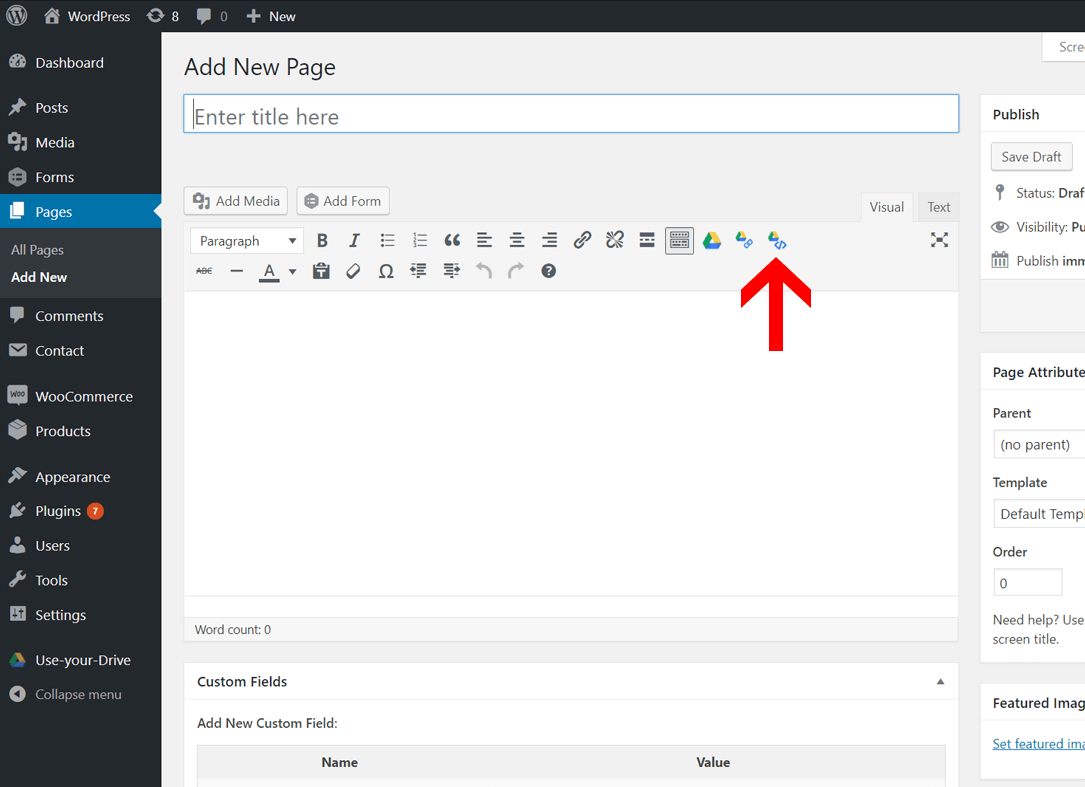 WordPress 8 0 New
Dashboard
Posts
Media
Forms
Pages
All Pages
Add New
Comments
Contact
WOO WooCommerce
Products
Appearance
Plugins 7
Users
Tools
Settings
Use-your-Drive
Collapse menu
Scre
Add New Page
Enter title here
Add Media Add Form
Visual Text
Paragraph B I
ABC A
Word count: 0
Custom Fields
Add New Custom Field:
Name Value
Publish
Save Draft
Status: Draf
Visibility: Pu
Publish imm
Page Attribute
Parent
(no parent)
Template
Default Templ
Order
0
Need help? Use
screen title.
Featured Imag
Set featured ima